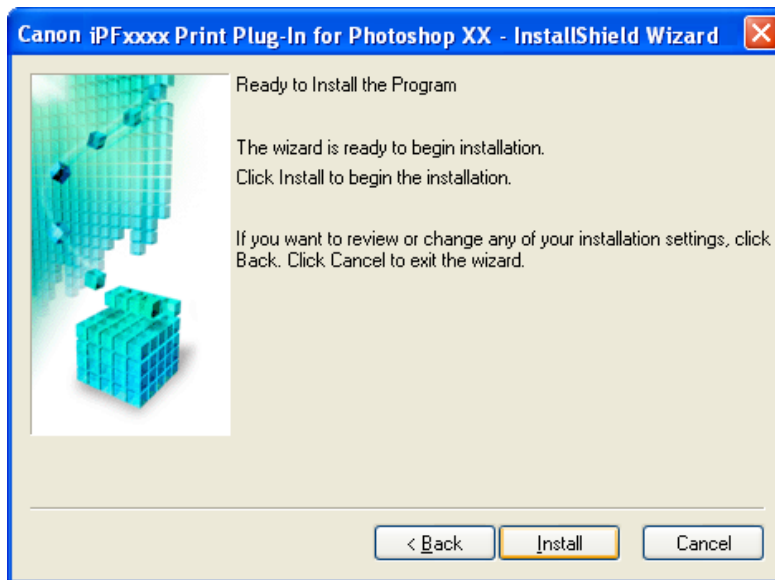 Canon iPFxxxx Print Plug-In for Photoshop XX - InstallShield Wizard
Ready to Install the Program
The wizard is ready to begin installation.
Click Install to begin the installation.
If you want to review or change any of your installation settings, click
Back. Click Cancel to exit the wizard.
< Back
Install
Cancel